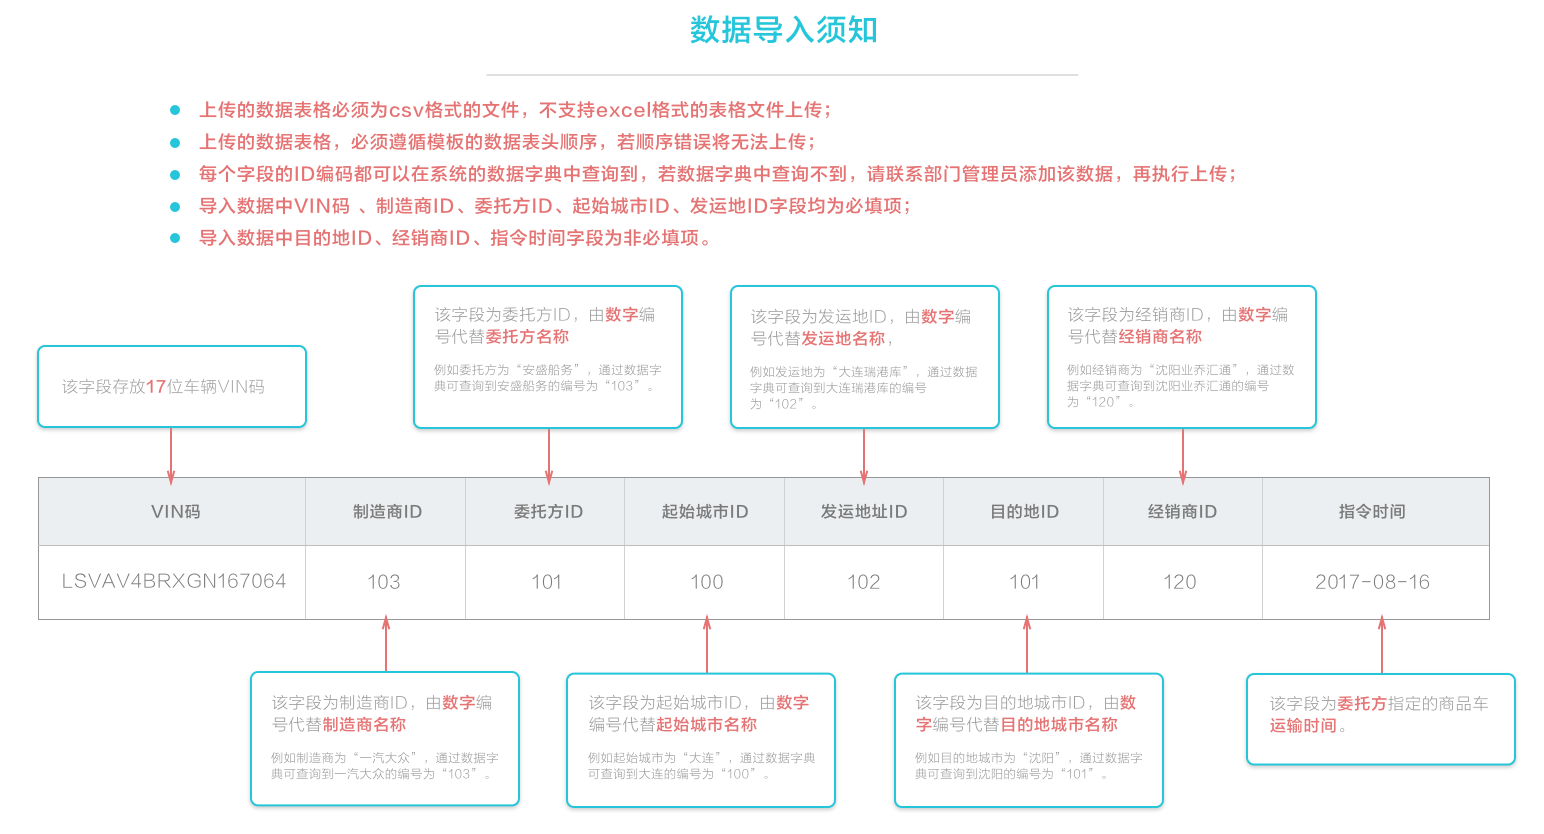 数据导入须知
上传的数据表格必须为csv格式的文件，不支持excel格式的表格文件上传；
上传的数据表格，必须遵循模板的数据表头顺序，若顺序错误将无法上传；
每个字段的ID编码都可以在系统的数据字典中查询到，若数据字典中查询不到，请联系部门管理员添加该数据，再执行上传；
导入数据中VIN码 、制造商ID、委托方ID、起始城市ID、发运地ID字段均为必填项；
导入数据中目的地ID、经销商ID、指令时间字段为非必填项。
该字段存放17位车辆VIN码
该字段为委托方ID，由数字编
号代替委托方名称
例如委托方为“安盛船务”，通过数据字
典可查询到安盛船务的编号为“103”。
该字段为发运地ID，由数字编
号代替发运地名称，
例如发运地为“大连瑞港库”，通过数据
字典可查询到大连瑞港库的编号
为“102”。
该字段为经销商ID，由数字编
号代替经销商名称
例如经销商为“沈阳业乔汇通”，通过数
据字典可查询到沈阳业乔汇通的编号
为“120”。
VIN码 制造商ID 委托方ID 起始城市ID 发运地址ID 目的地ID 经销商ID 指令时间
LSVAV4BRXGN167064 103 101 100 102 101 120 2017-08-16
该字段为制造商ID，由数字编
号代替制造商名称
例如制造商为“一汽大众”，通过数据字
典可查询到一汽大众的编号为“103”。
该字段为起始城市ID，由数字
编号代替起始城市名称
例如起始城市为“大连”，通过数据字典
可查询到大连的编号为“100”。
该字段为目的地城市ID，由数
字编号代替目的地城市名称
例如目的地城市为“沈阳”，通过数据字
典可查询到沈阳的编号为“101”。
该字段为委托方指定的商品车
运输时间。